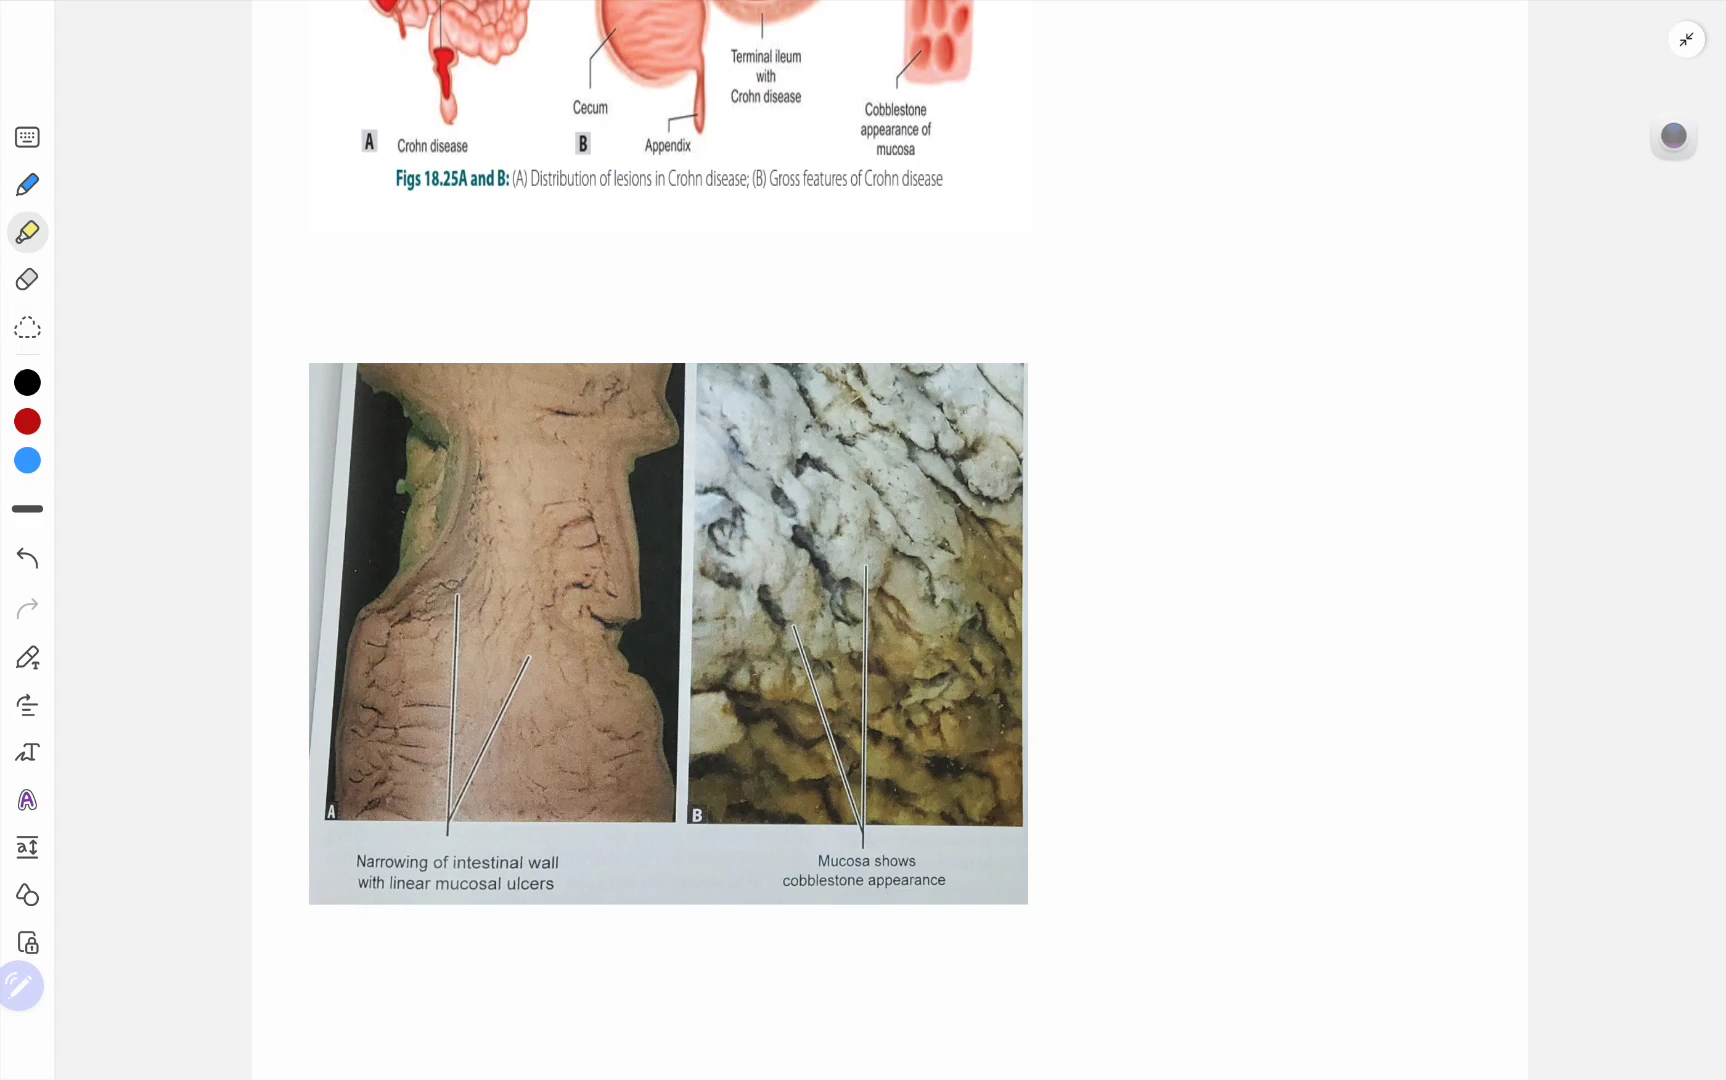 Terminal ileum
with
Crohn disease
Cecum
Cobblestone
appearance of
mucosa
A
Crohn disease
B
Appendix
Figs 18.25A and B: (A) Distribution of lesions in Crohn disease; (B) Gross features of Crohn disease
A
B
Narrowing of intestinal wall
with linear mucosal ulcers
Mucosa shows
cobblestone appearance